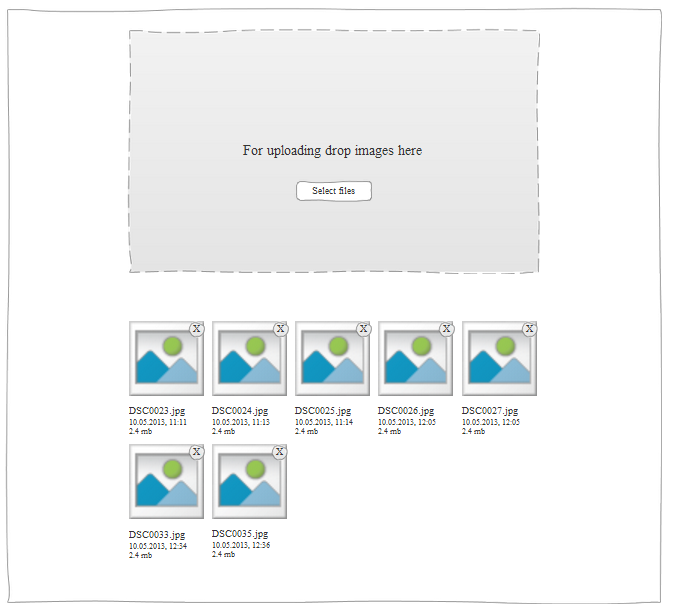 For uploading drop images here
Select files
X X X X X
DSC0023.jpg DSC0024.jpg DSC0025.jpg DSC0026.jpg DSC0027.jpg
10.05.2013, 11:11 10.05.2013, 11:13 10.05.2013, 11:14 10.05.2013, 12:05 10.05.2013, 12:05
2.4 mb 2.4 mb 2.4 mb 2.4 mb 2.4 mb
X X
DSC0033.jpg DSC0035.jpg
10.05.2013, 12:34 10.05.2013, 12:36
2.4 mb 2.4 mb